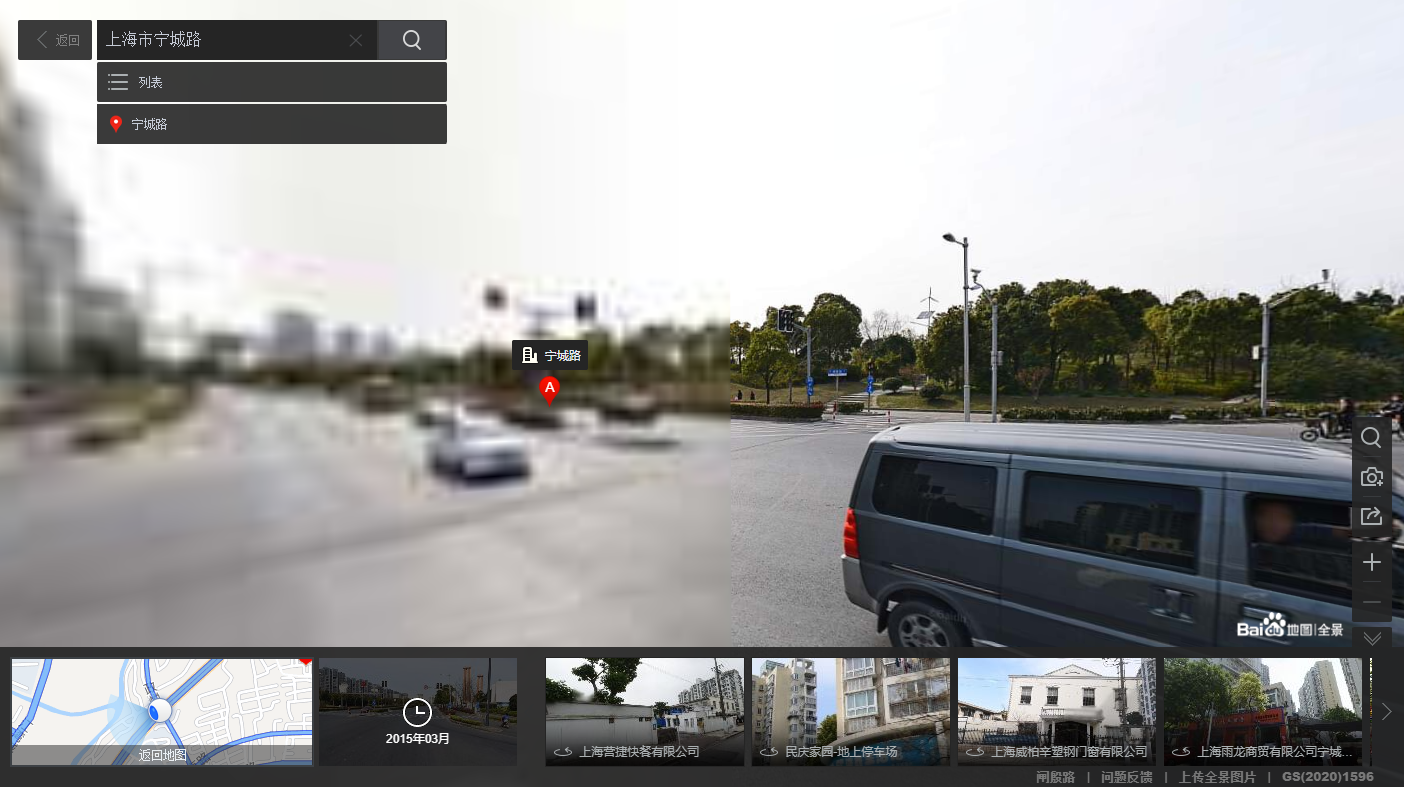 返回
上海市宁城路
列表
宁城路
宁城路
A
Bai du 地图|全景
返回地图
2015年03月
上海营捷快餐有限公司
民庆家园-地上停车场
上海威柏辛塑钢门窗有限公司
上海雨龙商贸有限公司宁城...
闸殷路 | 问题反馈 | 上传全景图片 | GS(2020)1596